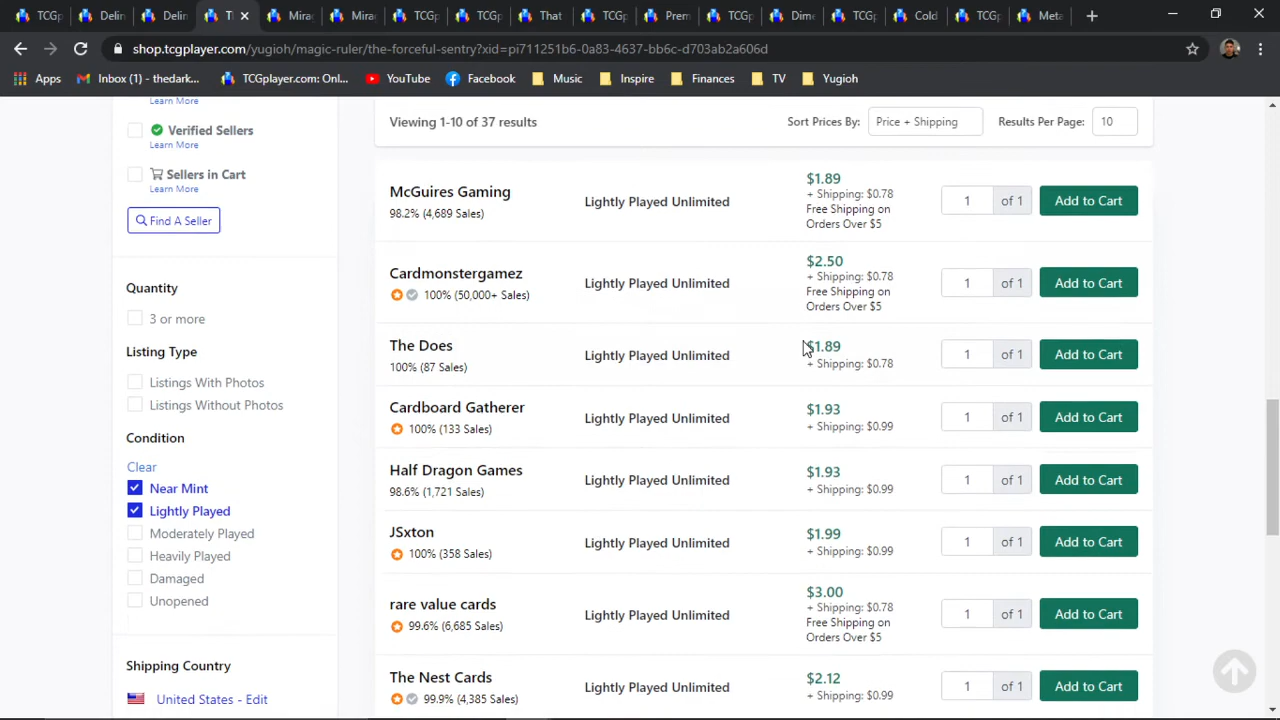 Delin
Delin
T
Mirac
Mirac
TCGp
TCGp
That
TCGp
Prem
TCGp
Dime
TCGp
Cold
TCGp
Meta
shop.tcgplayer.com/yugioh/magic-ruler/the-forceful-sentry?xid=pi711251b6-0a83-4637-bb6c-d703ab2a606d
Apps
Inbox (1) - thedark...
TCGplayer.com: Onl...
YouTube
Facebook
Music
Inspire
Finances
TV
Yugioh
Learn More
Verified Sellers
Learn More
Sellers in Cart
Learn More
Find A Seller
Quantity
3 or more
Listing Type
Listings With Photos
Listings Without Photos
Condition
Clear
Near Mint
Lightly Played
Moderately Played
Heavily Played
Damaged
Unopened
Shipping Country
United States - Edit
Viewing 1-10 of 37 results
Sort Prices By:
Price + Shipping
Results Per Page:
10
McGuires Gaming
98.2% (4,689 Sales)
Lightly Played Unlimited
$1.89
+ Shipping: $0.78
Free Shipping on
Orders Over $5
1 of 1
Add to Cart
Cardmonstergamez
100% (50,000+ Sales)
Lightly Played Unlimited
$2.50
+ Shipping: $0.78
Free Shipping on
Orders Over $5
1 of 1
Add to Cart
The Does
100% (87 Sales)
Lightly Played Unlimited
$1.89
+ Shipping: $0.78
1 of 1
Add to Cart
Cardboard Gatherer
100% (133 Sales)
Lightly Played Unlimited
$1.93
+ Shipping: $0.99
1 of 1
Add to Cart
Half Dragon Games
98.6% (1,721 Sales)
Lightly Played Unlimited
$1.93
+ Shipping: $0.99
1 of 1
Add to Cart
JSxton
100% (358 Sales)
Lightly Played Unlimited
$1.99
+ Shipping: $0.99
1 of 1
Add to Cart
rare value cards
99.6% (6,685 Sales)
Lightly Played Unlimited
$3.00
+ Shipping: $0.78
Free Shipping on
Orders Over $5
1 of 1
Add to Cart
The Nest Cards
99.9% (4,385 Sales)
Lightly Played Unlimited
$2.12
+ Shipping: $0.99
1 of 1
Add to Cart